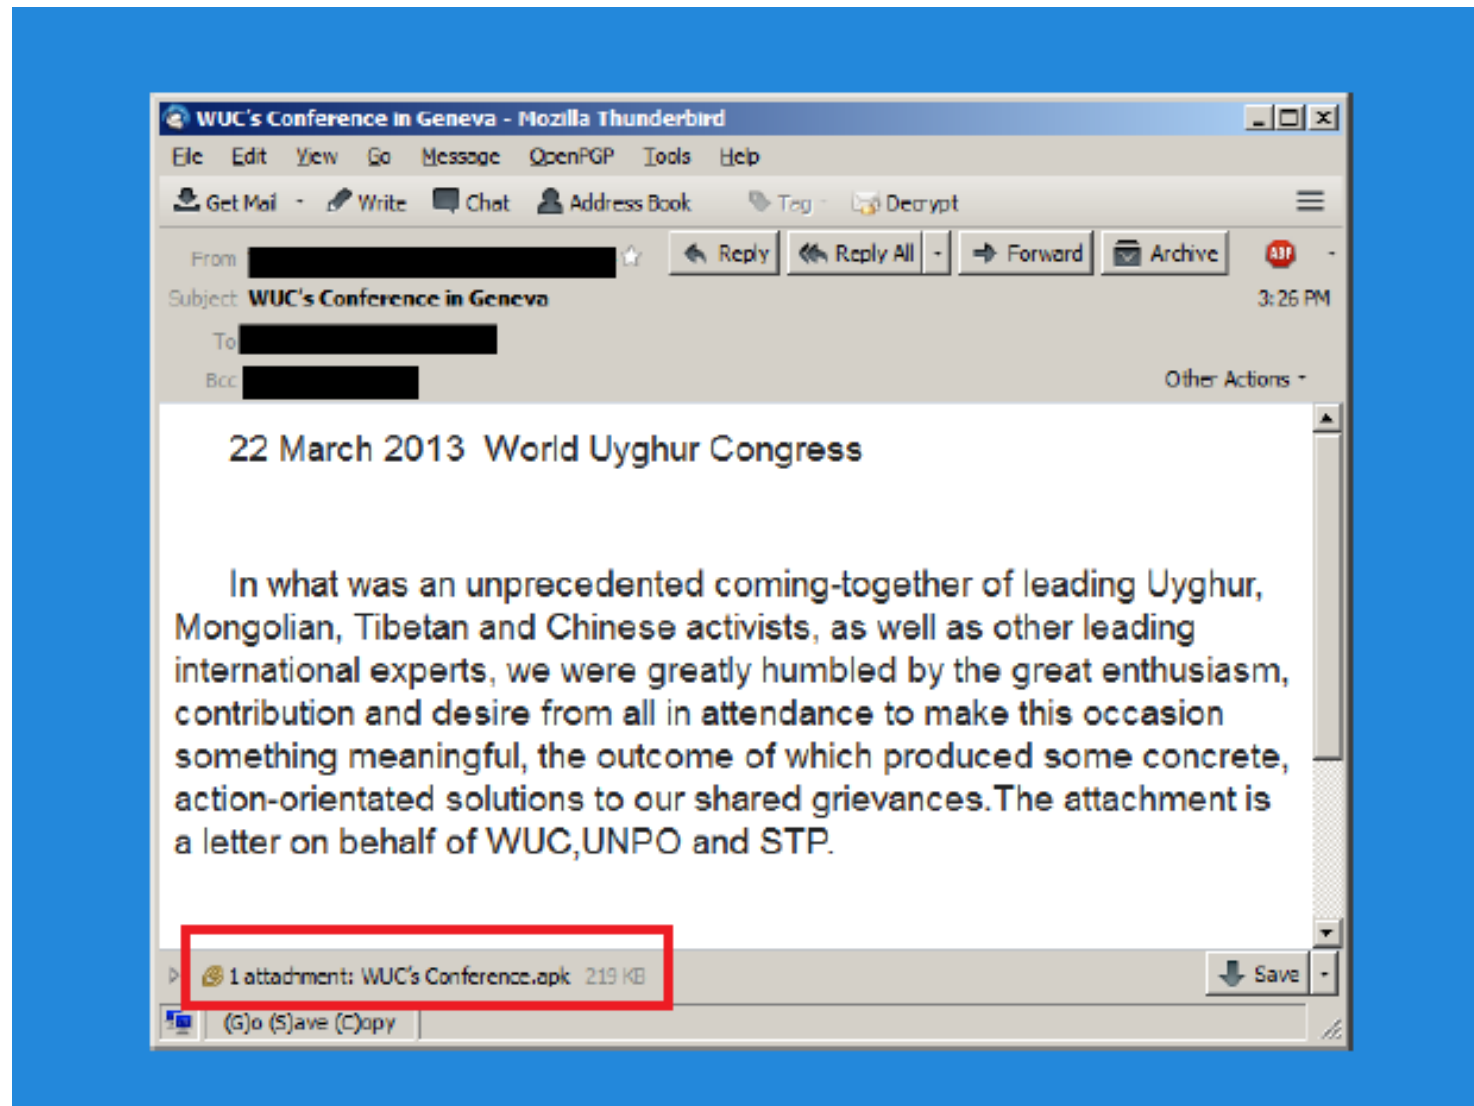 WUC's Conference in Geneva - Mozilla Thunderbird
File Edit View Go Message OpenPGP Tools Help
Get Mail Write Chat Address Book Tag Decrypt
From Reply Reply All Forward Archive ABP
Subject WUC's Conference in Geneva 3:26 PM
To
Bcc Other Actions
22 March 2013 World Uyghur Congress
In what was an unprecedented coming-together of leading Uyghur,
Mongolian, Tibetan and Chinese activists, as well as other leading
international experts, we were greatly humbled by the great enthusiasm,
contribution and desire from all in attendance to make this occasion
something meaningful, the outcome of which produced some concrete,
action-orientated solutions to our shared grievances.The attachment is
a letter on behalf of WUC,UNPO and STP.
1 attachment: WUC's Conference.apk 219 KB Save
(G)o (S)ave (C)opy